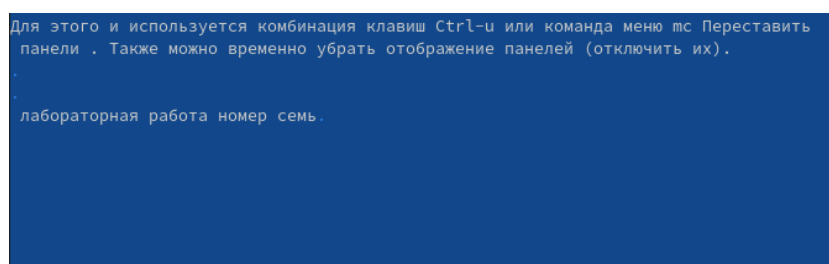 Для этого и используется комбинация клавиш Ctrl-u или команда меню mc Переставить
панели . Также можно временно убрать отображение панелей (отключить их).
.
.
лабораторная работа номер семь.